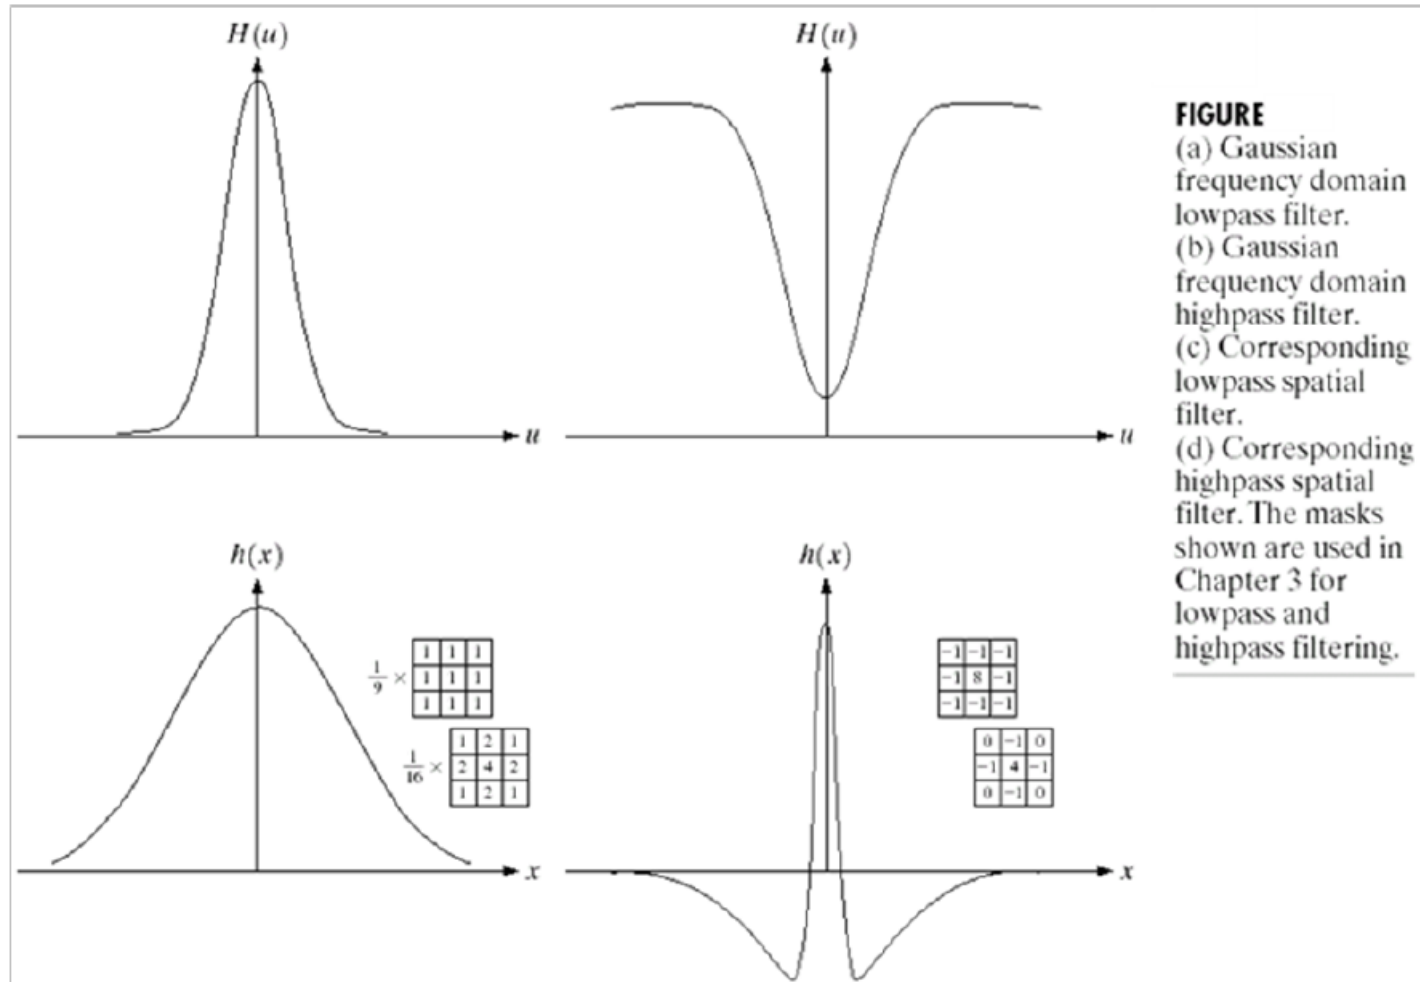 H(u)
H(u)
u
u
h(x)
h(x)
1/9 ×
1 1 1
1 1 1
1 1 1
1/16 ×
1 2 1
2 4 2
1 2 1
x
-1 -1 -1
-1 8 -1
-1 -1 -1
0 -1 0
-1 4 -1
0 -1 0
x
FIGURE
(a) Gaussian
frequency domain
lowpass filter.
(b) Gaussian
frequency domain
highpass filter.
(c) Corresponding
lowpass spatial
filter.
(d) Corresponding
highpass spatial
filter. The masks
shown are used in
Chapter 3 for
lowpass and
highpass filtering.